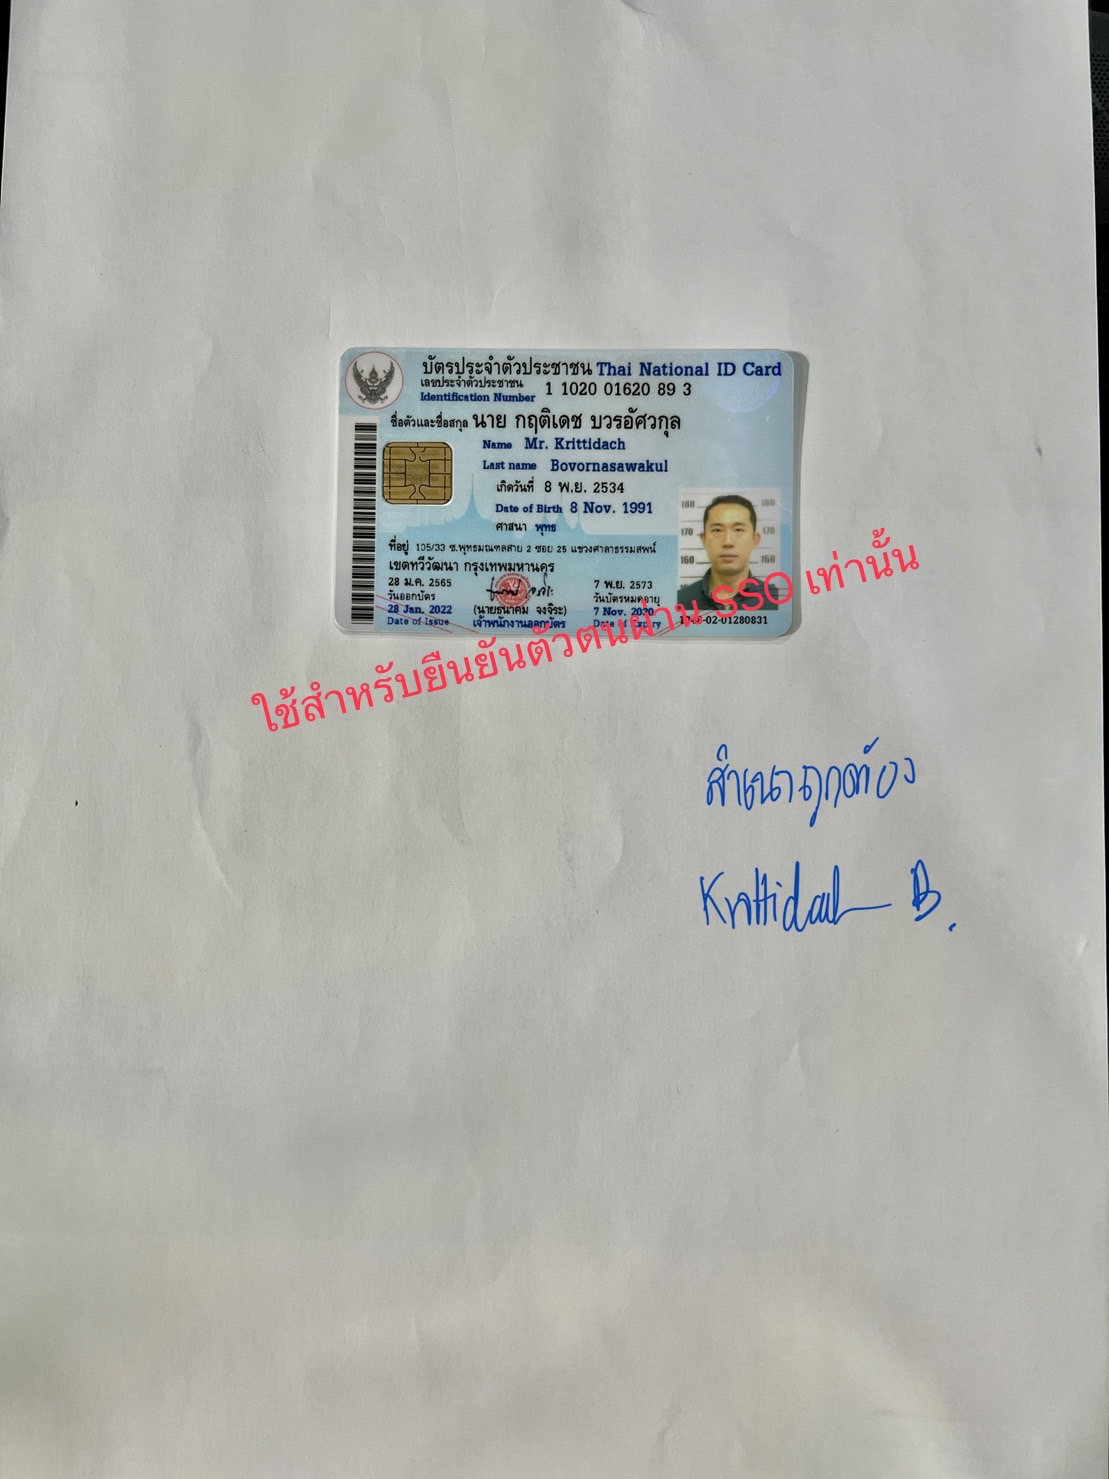 บัตรประจำตัวประชาชน Thai National ID Card
เลขประจำตัวประชาชน
Identification Number
1 1020 01620 89 3
ชื่อตัวและชื่อสกุล นาย กฤติเดช บวรอัศวกุล
Name Mr. Krittidach
Last name Bovornasawakul
เกิดวันที่ 8 พ.ย. 2534
Date of Birth 8 Nov. 1991
ศาสนา พุทธ
ที่อยู่ 105/33 ซ.พุทธมณฑลสาย 2 ซอย 25 แขวงศาลาธรรมสพน์
เขตทวีวัฒนา กรุงเทพมหานคร
28 ม.ค. 2565
วันออกบัตร
28 Jan. 2022
Date of Issue
(นายธนาคม จงจิระ)
เจ้าพนักงานออกบัตร
7 พ.ย. 2573
วันบัตรหมดอายุ
7 Nov. 2030
Date of Expiry
180 180
170 170
160 160
-02-01280831
ใช้สำหรับยืนยันตัวตนผ่าน SSO เท่านั้น
สำเนาถูกต้อง
Krittidach B.